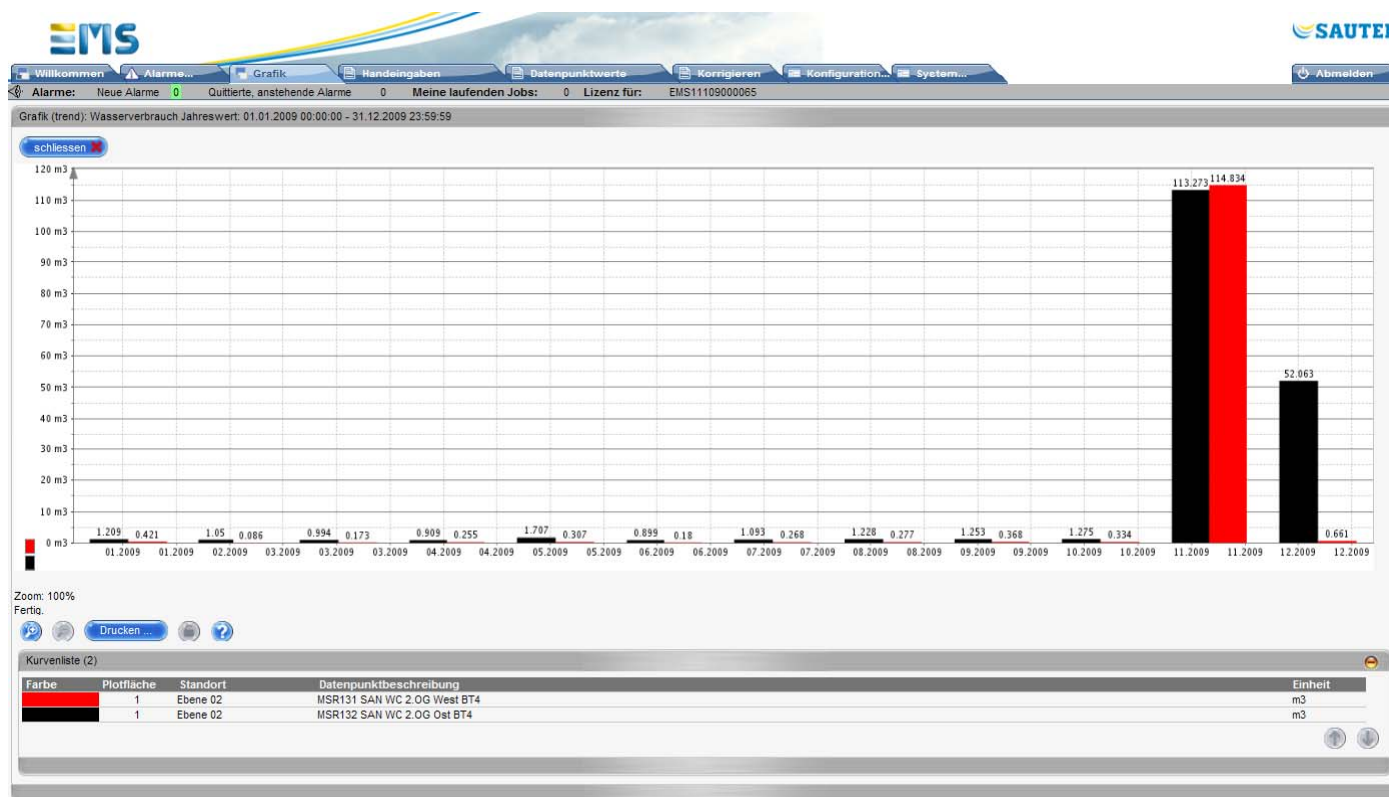 EMS
SAUTER
Willkommen Alarme... Grafik Handeingaben Datenpunktwerte Korrigieren Konfiguration... System... Abmelden
Alarme: Neue Alarme 0 Quittierte, anstehende Alarme 0 Meine laufenden Jobs: 0 Lizenz für: EMS11109000065
Grafik (trend): Wasserverbrauch Jahreswert: 01.01.2009 00:00:00 - 31.12.2009 23:59:59
schliessen
120 m3
113.273 114.834
110 m3
100 m3
90 m3
80 m3
70 m3
60 m3
52.063
50 m3
40 m3
30 m3
20 m3
10 m3
1.209 0.421 1.05 0.086 0.994 0.173 0.909 0.255 1.707 0.307 0.899 0.18 1.093 0.268 1.228 0.277 1.253 0.368 1.275 0.334 0.661
0 m3
01.2009 01.2009 02.2009 03.2009 03.2009 03.2009 04.2009 04.2009 05.2009 05.2009 06.2009 06.2009 07.2009 07.2009 08.2009 08.2009 09.2009 09.2009 10.2009 10.2009 11.2009 11.2009 12.2009 12.2009
Zoom: 100%
Fertig.
Drucken ...
Kurvenliste (2)
Farbe Plotfläche Standort Datenpunktbeschreibung Einheit
1 Ebene 02 MSR131 SAN WC 2.OG West BT4 m3
1 Ebene 02 MSR132 SAN WC 2.OG Ost BT4 m3